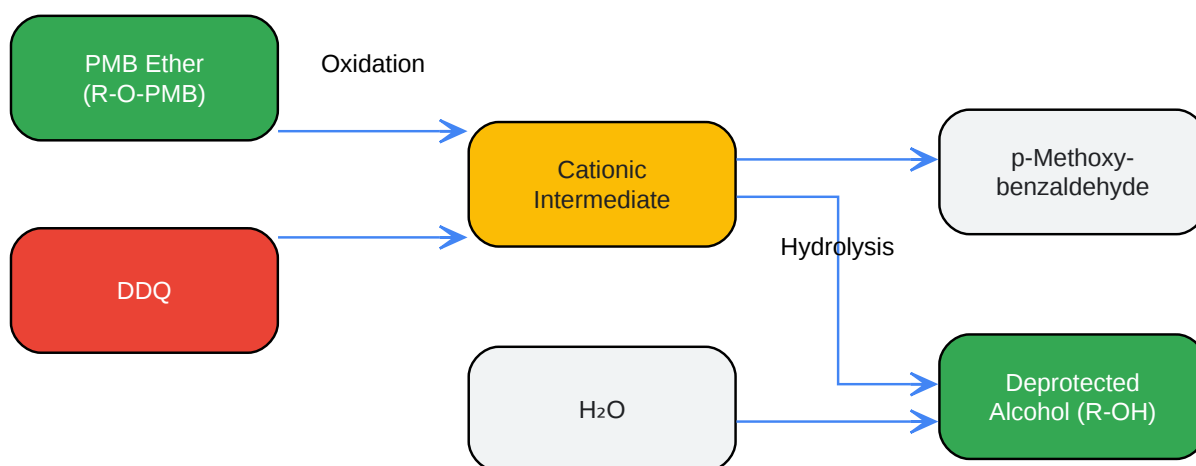 PMB Ether
(R-O-PMB)
Oxidation
Cationic
Intermediate
p-Methoxy-
benzaldehyde
DDQ
Hydrolysis
H₂O
Deprotected
Alcohol (R-OH)